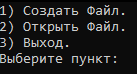 1) Создать Файл.
2) Открыть Файл.
3) Выход.
Выберите пункт: